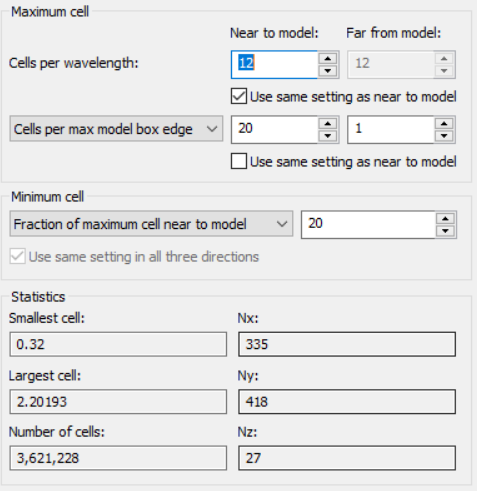 Maximum cell
Near to model: Far from model:
Cells per wavelength: 12 12
Use same setting as near to model
Cells per max model box edge 20 1
Use same setting as near to model
Minimum cell
Fraction of maximum cell near to model 20
Use same setting in all three directions
Statistics
Smallest cell: Nx:
0.32 335
Largest cell: Ny:
2.20193 418
Number of cells: Nz:
3,621,228 27